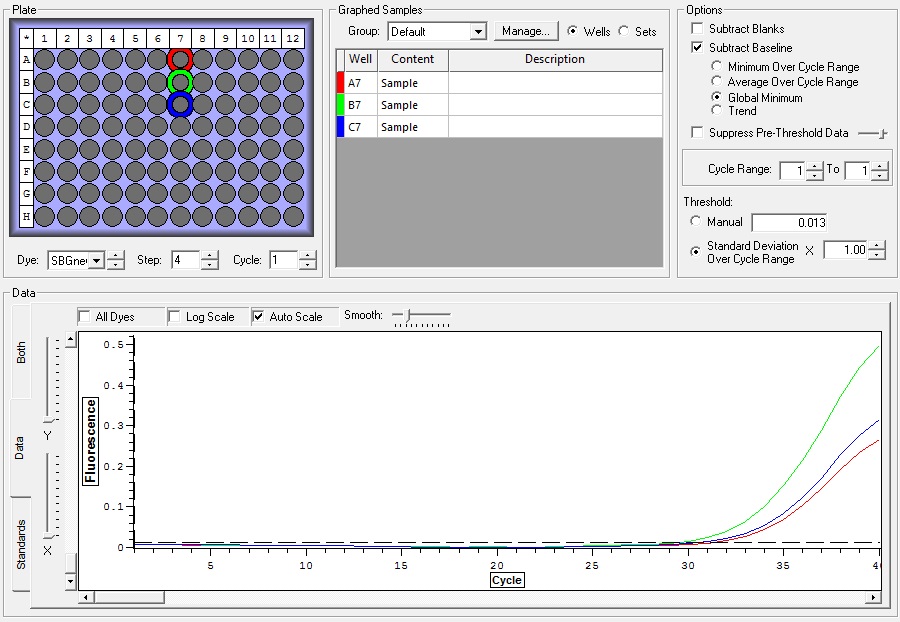 Plate
* 1 2 3 4 5 6 7 8 9 10 11 12
A
B
C
D
E
F
G
H
Dye: SBGne Step: 4 Cycle: 1
Graphed Samples
Group: Default Manage... Wells Sets
Well Content Description
A7 Sample
B7 Sample
C7 Sample
Options
Subtract Blanks
Subtract Baseline
Minimum Over Cycle Range
Average Over Cycle Range
Global Minimum
Trend
Suppress Pre-Threshold Data
Cycle Range: 1 To 1
Threshold:
Manual 0.013
Standard Deviation
Over Cycle Range X 1.00
Data
All Dyes Log Scale Auto Scale Smooth:
Both
Data
Standards
Y
X
Fluorescence
0.5
0.4
0.3
0.2
0.1
0
5 10 15 20 25 30 35 40
Cycle